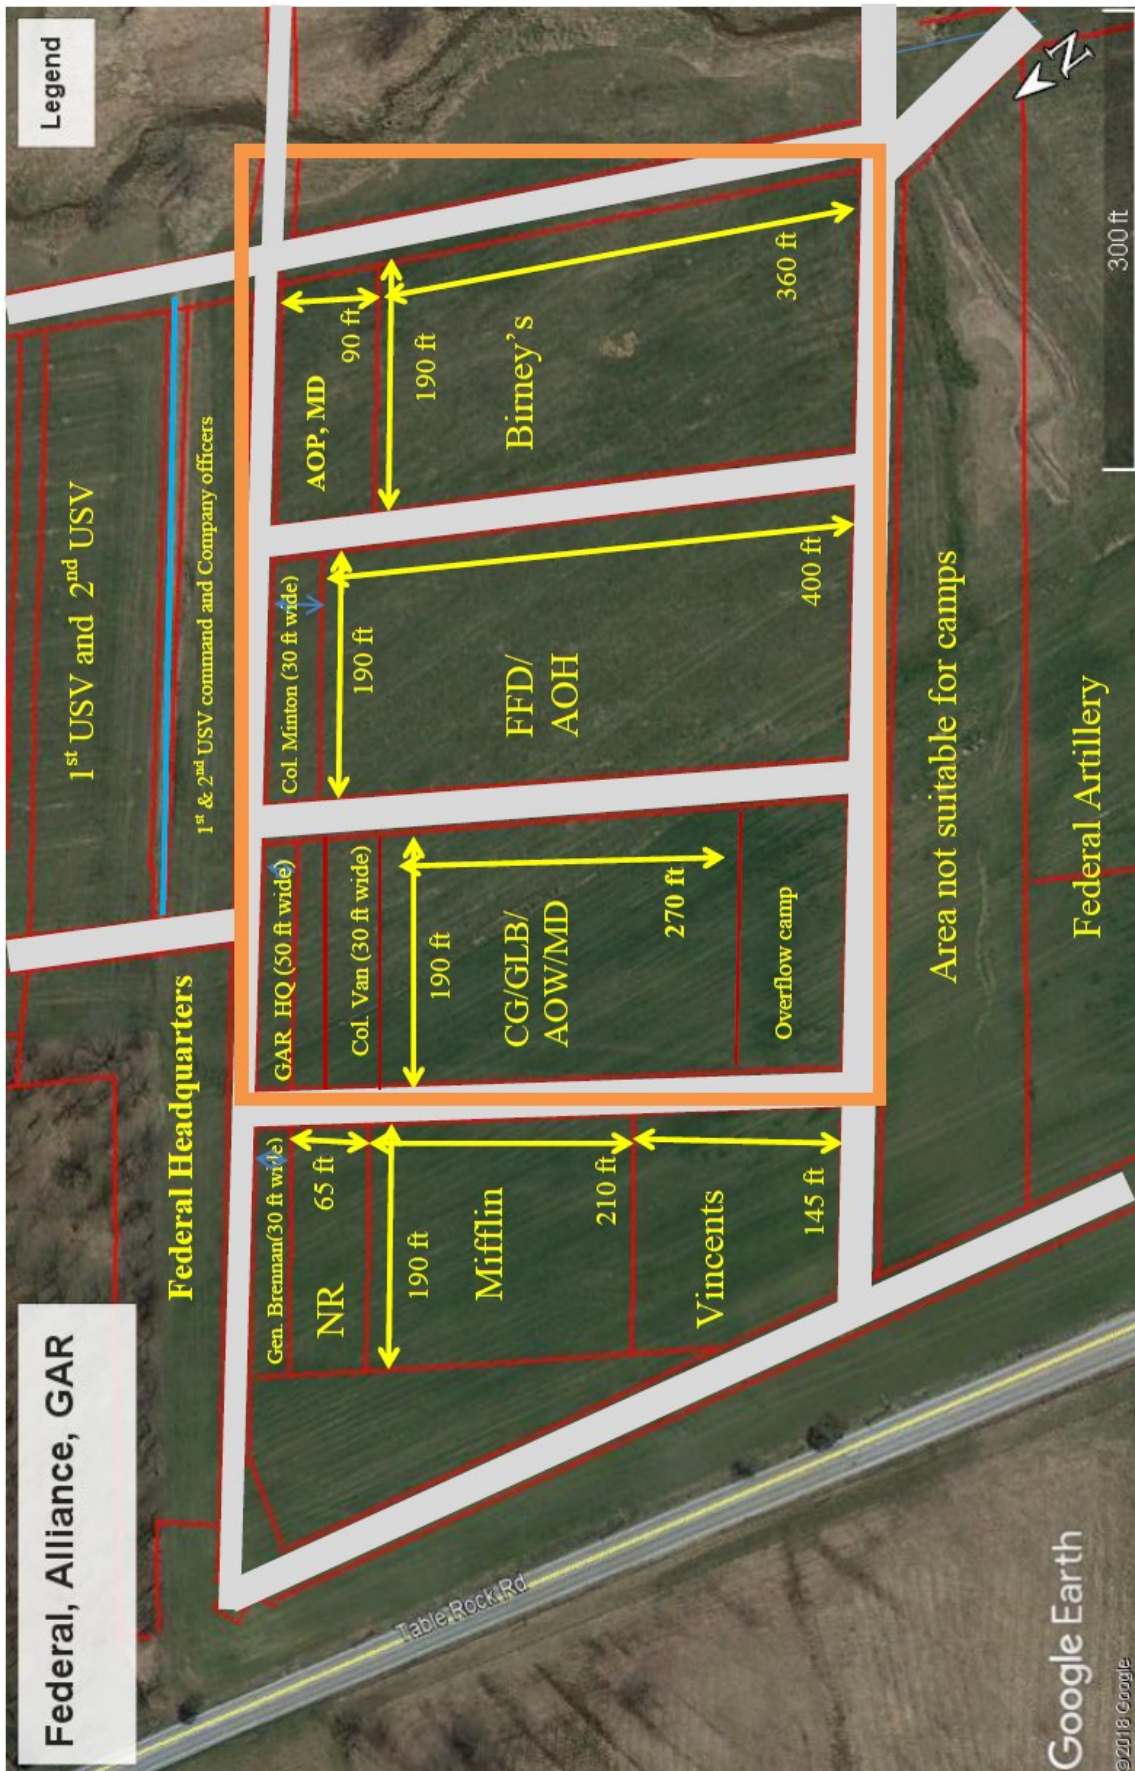 Federal, Alliance, GAR
Legend
1st USV and 2nd USV
1st & 2nd USV command and Company officers
Federal Headquarters
Gen. Brennan(30 ft wide)
65 ft
NR
190 ft
Mifflin
210 ft
Vincents
145 ft
GAR HQ (50 ft wide)
Col. Van (30 ft wide)
190 ft
CG/GLB/
AOW/MD
270 ft
Overflow camp
Col. Minton (30 ft wide)
190 ft
FFD/
AOH
400 ft
AOP, MD
90 ft
190 ft
Birney’s
360 ft
Area not suitable for camps
Federal Artillery
Table Rock Rd
N
300 ft
Google Earth
©2018 Google